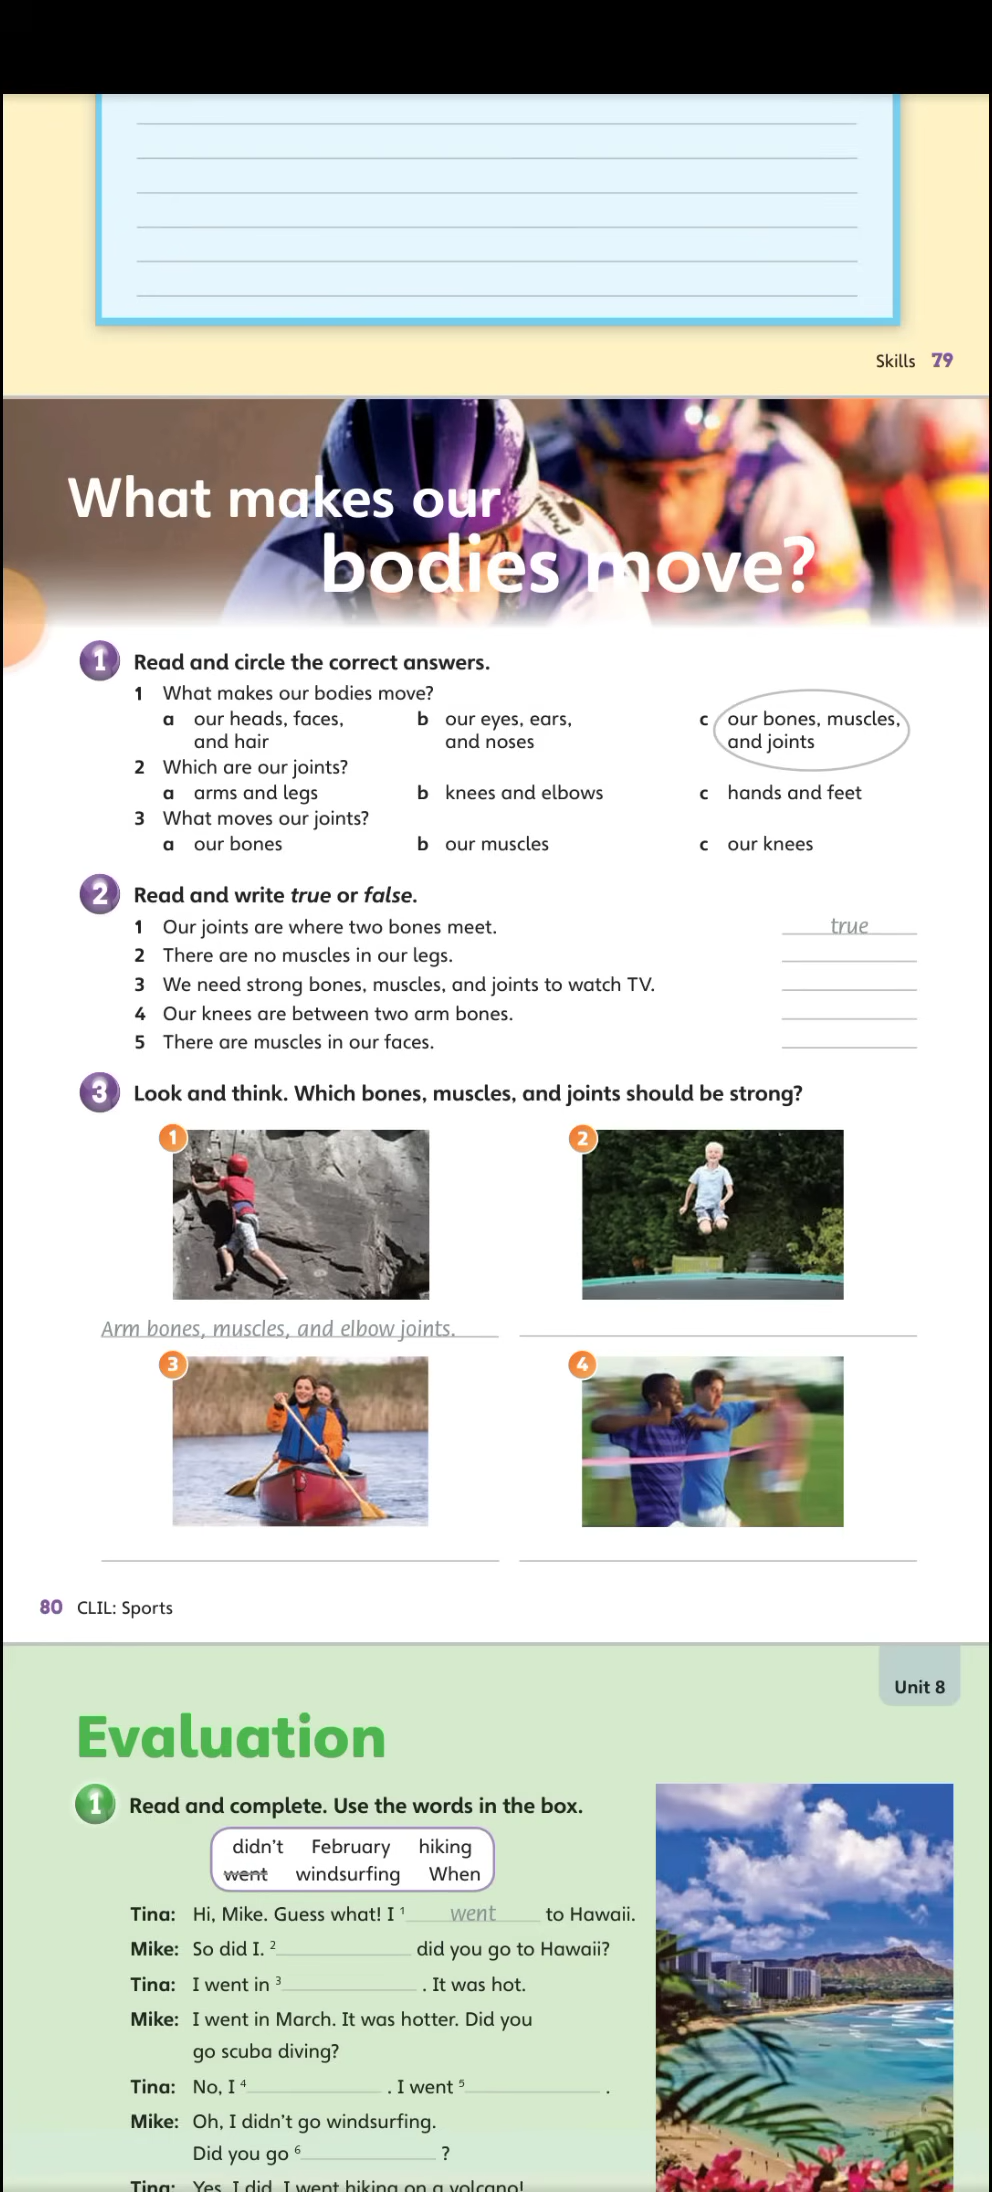 Skills 79
What makes our
bodies move?
1 Read and circle the correct answers.
1 What makes our bodies move?
a our heads, faces, b our eyes, ears, c our bones, muscles,
and hair and noses and joints
2 Which are our joints?
a arms and legs b knees and elbows c hands and feet
3 What moves our joints?
a our bones b our muscles c our knees
2 Read and write true or false.
1 Our joints are where two bones meet. true
2 There are no muscles in our legs.
3 We need strong bones, muscles, and joints to watch TV.
4 Our knees are between two arm bones.
5 There are muscles in our faces.
3 Look and think. Which bones, muscles, and joints should be strong?
1 2
Arm bones, muscles, and elbow joints.
3 4
80 CLIL: Sports
Unit 8
Evaluation
1 Read and complete. Use the words in the box.
didn't February hiking
went windsurfing When
Tina: Hi, Mike. Guess what! I 1 went to Hawaii.
Mike: So did I. 2 did you go to Hawaii?
Tina: I went in 3 . It was hot.
Mike: I went in March. It was hotter. Did you
go scuba diving?
Tina: No, I 4 . I went 5 .
Mike: Oh, I didn't go windsurfing.
Did you go 6 ?
Tina: Yes, I did. I went hiking on a volcano!